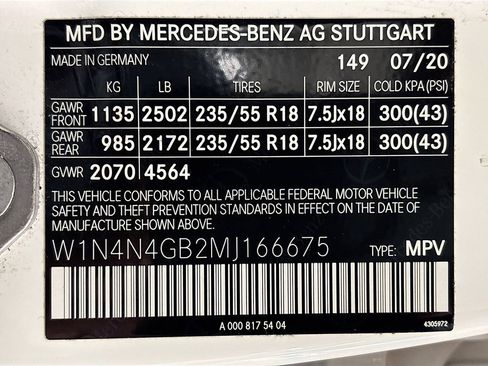 MFD BY MERCEDES-BENZ AG STUTTGART
MADE IN GERMANY 149 07/20
KG LB TIRES RIM SIZE COLD KPA (PSI)
GAWR FRONT 1135 2502 235/55 R18 7.5Jx18 300(43)
GAWR REAR 985 2172 235/55 R18 7.5Jx18 300(43)
GVWR 2070 4564
THIS VEHICLE CONFORMS TO ALL APPLICABLE FEDERAL MOTOR VEHICLE
SAFETY AND THEFT PREVENTION STANDARDS IN EFFECT ON THE DATE OF
MANUFACTURE SHOWN ABOVE.
W1N4N4GB2MJ166675 TYPE: MPV
A 000 817 54 04 4305972